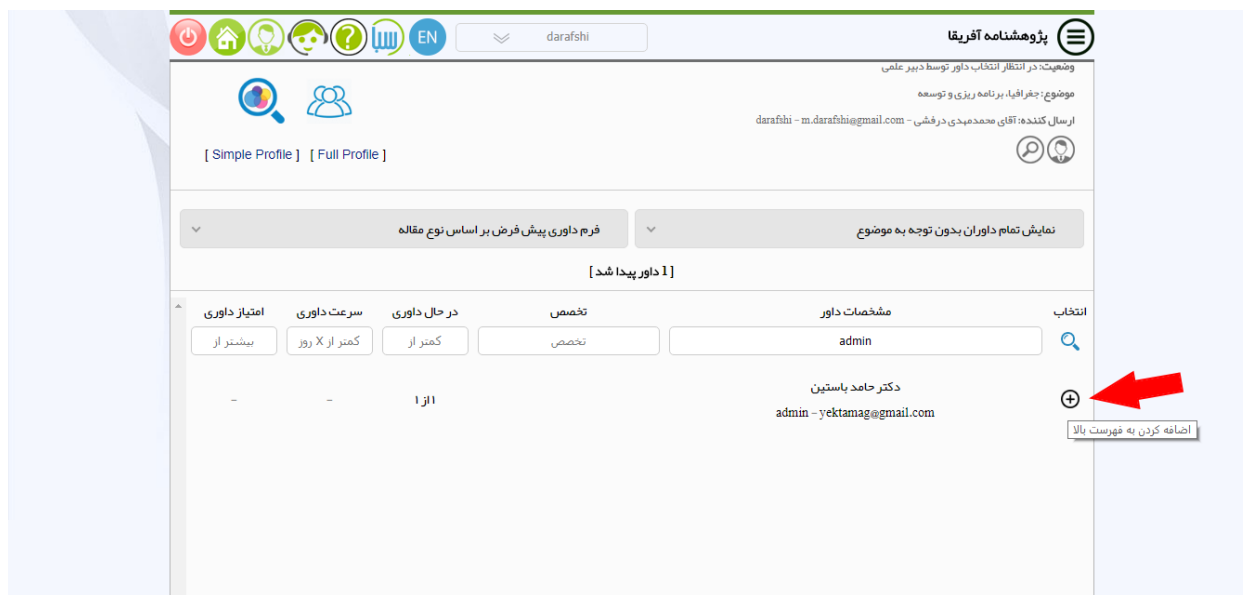 پژوهشنامه آفریقا
darafshi
EN
وضعیت: در انتظار انتخاب داور توسط دبیر علمی
موضوع: جغرافیا، برنامه ریزی و توسعه
ارسال کننده: آقای محمدمهدی درفشی - darafshi - m.darafshi@gmail.com
[ Simple Profile ] [ Full Profile ]
نمایش تمام داوران بدون توجه به موضوع
فرم داوری پیش فرض بر اساس نوع مقاله
[ 1 داور پیدا شد ]
انتخاب مشخصات داور تخصص در حال داوری سرعت داوری امتیاز داوری
admin تخصص کمتر از کمتر از X روز بیشتر از
دکتر حامد باستین
admin - yektamag@gmail.com
۱ از ۱ - -
اضافه کردن به فهرست بالا